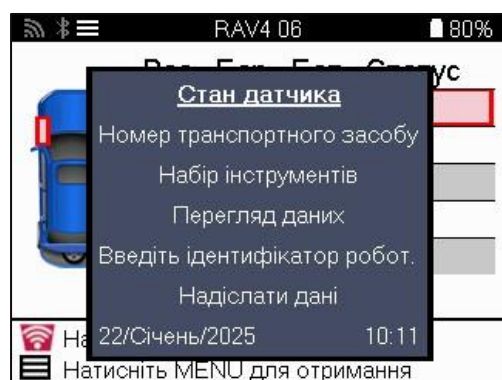 RAV4 06 80%
Стан датчика
Номер транспортного засобу
Набір інструментів
Перегляд даних
Введіть ідентифікатор робот.
Надіслати дані
22/Січень/2025 10:11
Натисніть MENU для отримання